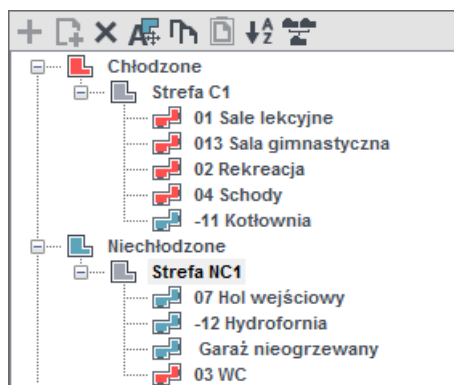 Chłodzone
Strefa C1
01 Sale lekcyjne
013 Sala gimnastyczna
02 Rekreacja
04 Schody
-11 Kotłownia
Niechłodzone
Strefa NC1
07 Hol wejściowy
-12 Hydrofornia
Garaż nieogrzewany
03 WC